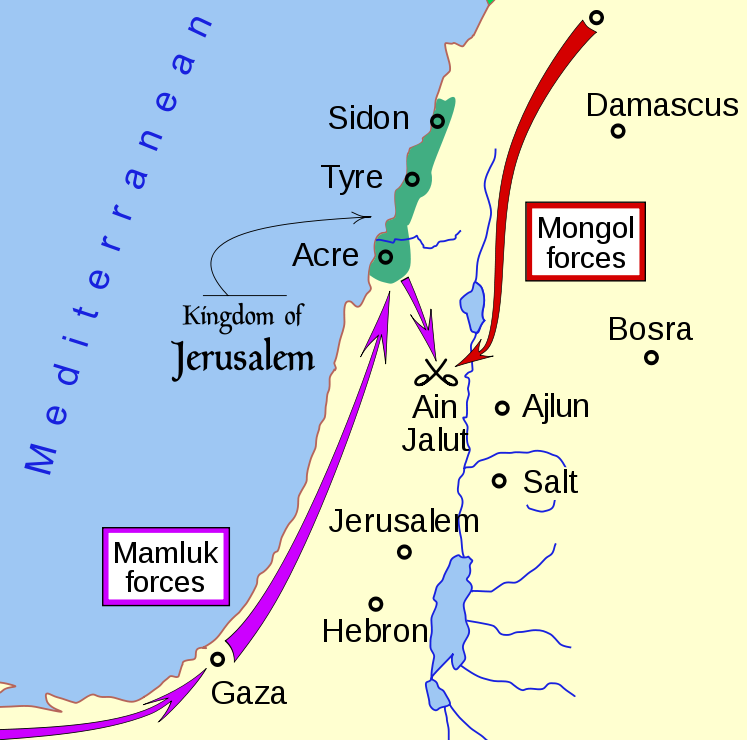 Mediterranean
Sidon
Damascus
Tyre
Mongol
forces
Acre
Kingdom of
Jerusalem
Bosra
Ain
Jalut
Ajlun
Salt
Jerusalem
Mamluk
forces
Hebron
Gaza